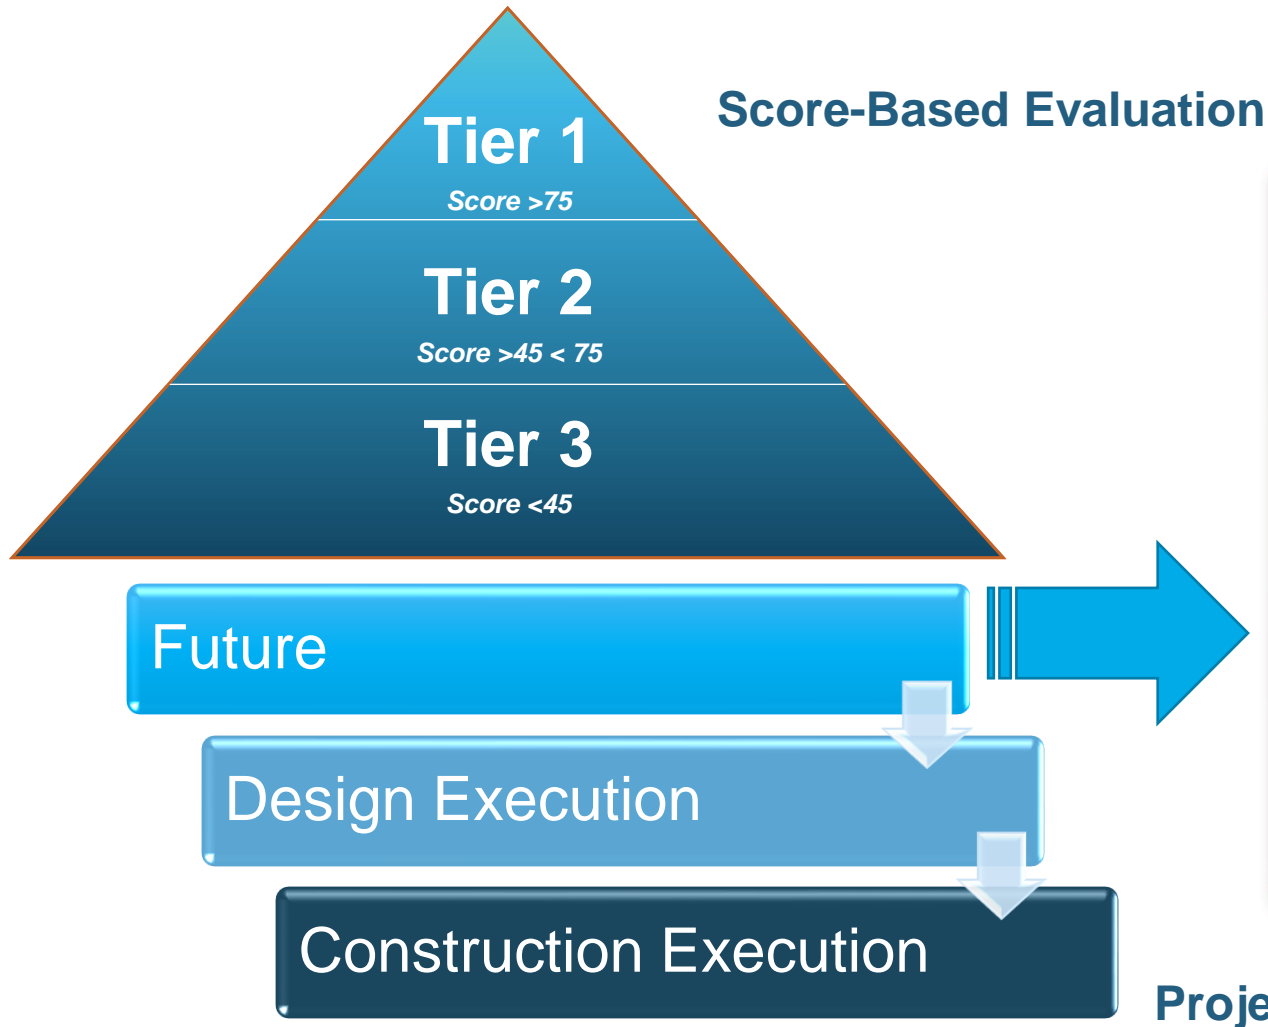 Score-Based Evaluation
Tier 1
Score >75
Tier 2
Score >45 < 75
Tier 3
Score <45
Future
Design Execution
Construction Execution